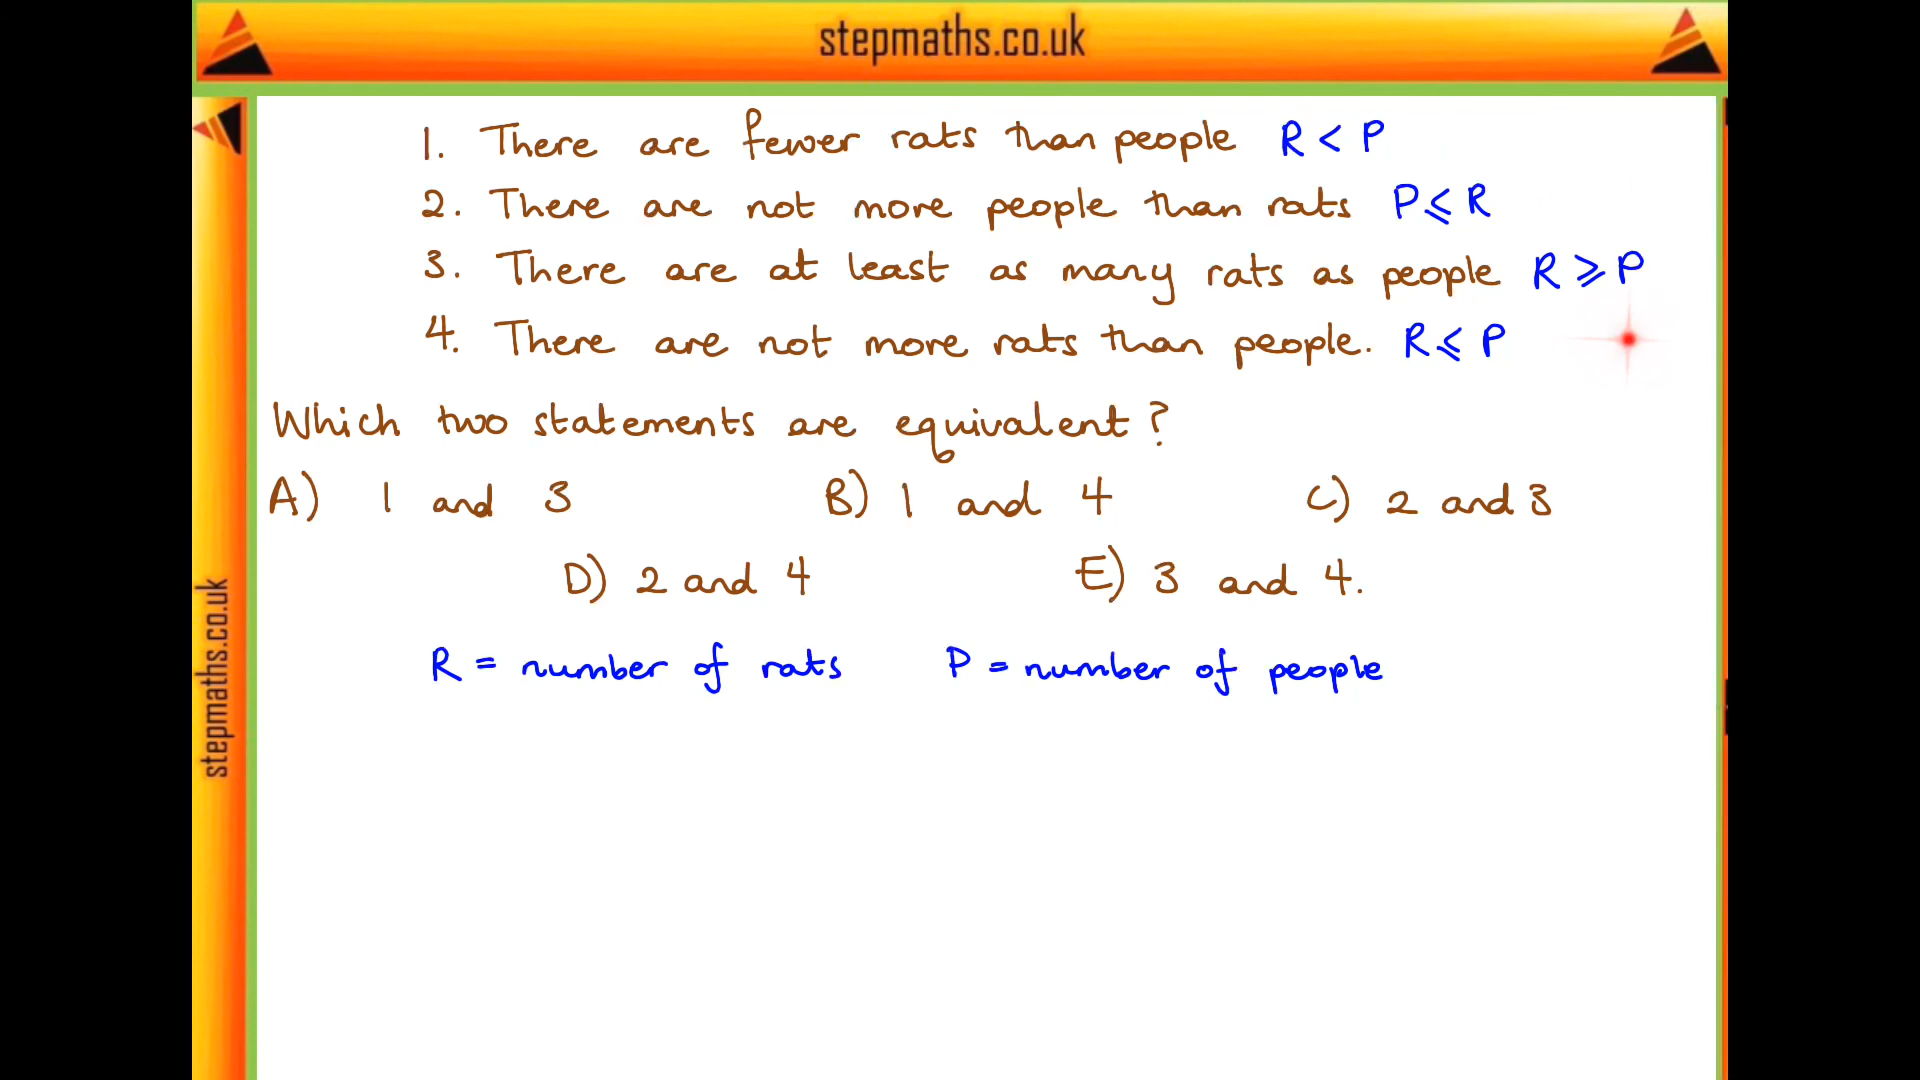 stepmaths.co.uk
1. There are fewer rats than people R < P
2. There are not more people than rats P ⩽ R
3. There are at least as many rats as people R ⩾ P
4. There are not more rats than people. R ⩽ P
Which two statements are equivalent?
A) 1 and 3 B) 1 and 4 C) 2 and 3
D) 2 and 4 E) 3 and 4.
R = number of rats P = number of people
stepmaths.co.uk